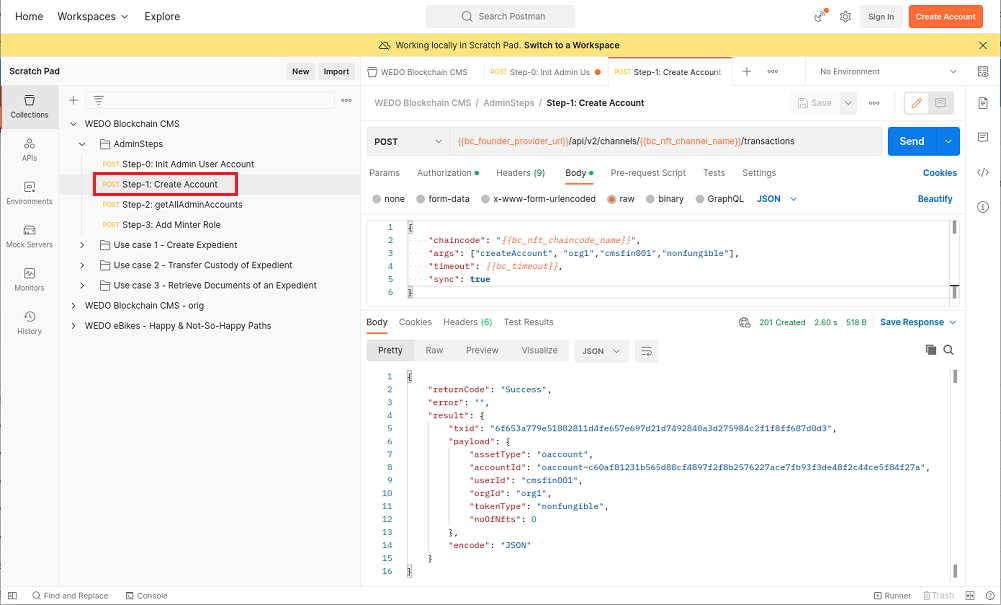 Home Workspaces Explore Search Postman Sign In Create Account
Working locally in Scratch Pad. Switch to a Workspace
Scratch Pad New Import
WEDO Blockchain CMS POST Step-0: Init Admin Us POST Step-1: Create Account No Environment
Collections
APIs
Environments
Mock Servers
Monitors
History
WEDO Blockchain CMS
AdminSteps
POST Step-0: Init Admin User Account
POST Step-1: Create Account
POST Step-2: getAllAdminAccounts
POST Step-3: Add Minter Role
Use case 1 - Create Expedient
Use case 2 - Transfer Custody of Expedient
Use case 3 - Retrieve Documents of an Expedient
WEDO Blockchain CMS - orig
WEDO eBikes - Happy & Not-So-Happy Paths
WEDO Blockchain CMS / AdminSteps / Step-1: Create Account Save
POST {{bc_founder_provider_url}}/api/v2/channels/{{bc_nft_channel_name}}/transactions Send
Params Authorization Headers (9) Body Pre-request Script Tests Settings Cookies
none form-data x-www-form-urlencoded raw binary GraphQL JSON Beautify
1 {
2 "chaincode": "{{bc_nft_chaincode_name}}",
3 "args": ["createAccount", "org1","cmsfin001","nonfungible"],
4 "timeout": {{bc_timeout}},
5 "sync": true
6 }
Body Cookies Headers (6) Test Results 201 Created 2.60 s 518 B Save Response
Pretty Raw Preview Visualize JSON
1 {
2 "returnCode": "Success",
3 "error": "",
4 "result": {
5 "txid": "6f653a779e51882811d4fe657e697d21d7492840a3d275984c2f1f8ff687d0d3",
6 "payload": {
7 "assetType": "oaccount",
8 "accountId": "oaccount~c60af81231b565d88cf4897f2f8b2576227ace7fb93f3de48f2c44ce5f84f27a",
9 "userId": "cmsfin001",
10 "orgId": "org1",
11 "tokenType": "nonfungible",
12 "noOfNfts": 0
13 },
14 "encode": "JSON"
15 }
16 }
Find and Replace Console Runner Trash